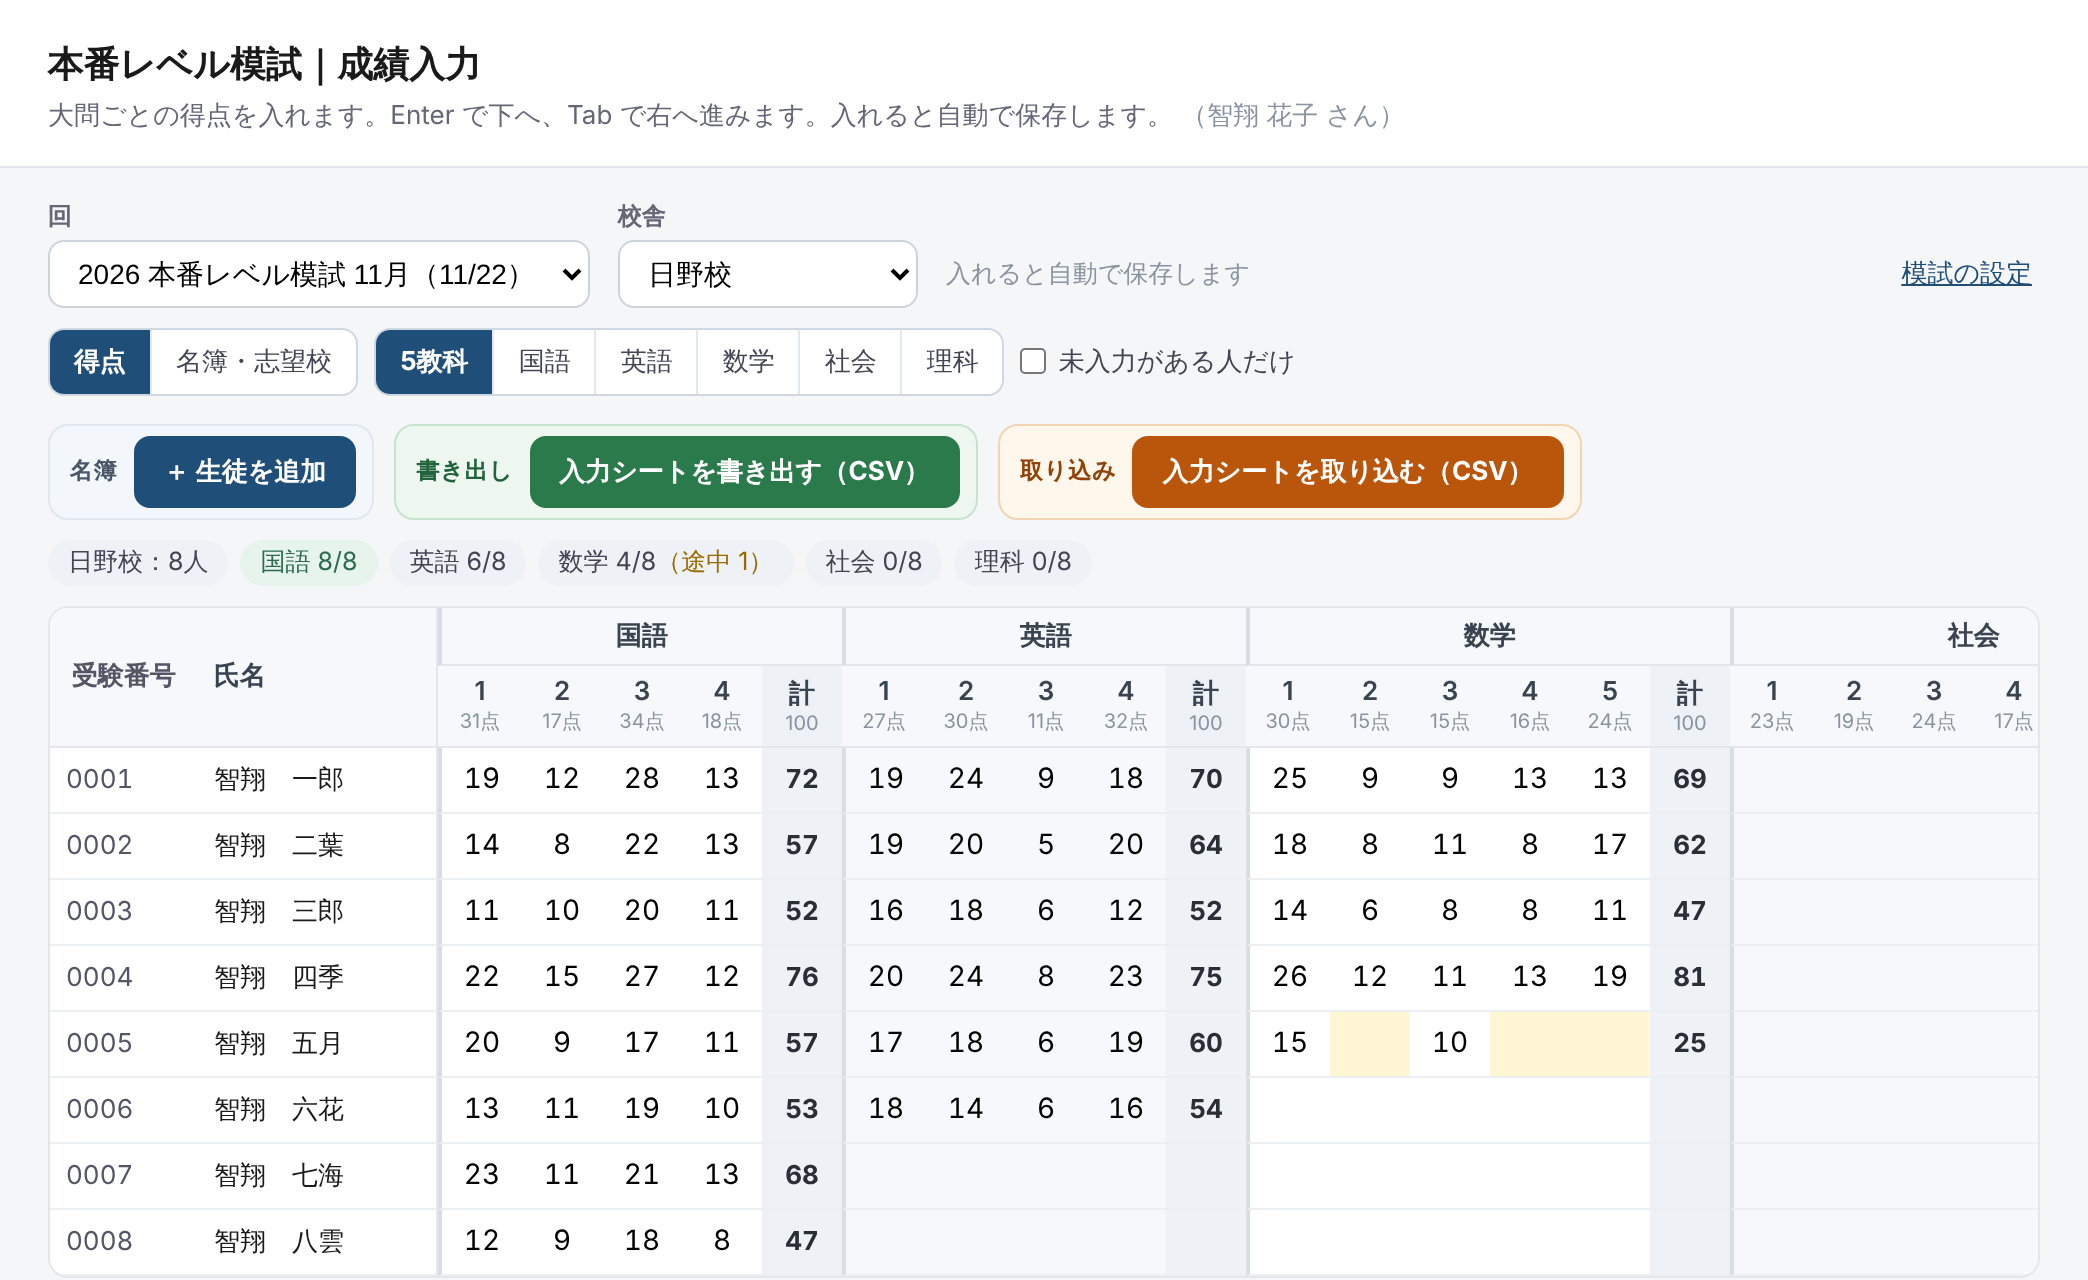 本番レベル模試｜成績入力
大問ごとの得点を入れます。Enter で下へ、Tab で右へ進みます。入れると自動で保存します。 （智翔 花子 さん）
回 校舎
2026 本番レベル模試 11月（11/22） 日野校 入れると自動で保存します 模試の設定
得点 名簿・志望校 5教科 国語 英語 数学 社会 理科 未入力がある人だけ
名簿 ＋ 生徒を追加 書き出し 入力シートを書き出す（CSV） 取り込み 入力シートを取り込む（CSV）
日野校：8人 国語 8/8 英語 6/8 数学 4/8（途中 1） 社会 0/8 理科 0/8
受験番号 氏名 国語 英語 数学 社会
1 2 3 4 計 1 2 3 4 計 1 2 3 4 5 計 1 2 3 4
31点 17点 34点 18点 100 27点 30点 11点 32点 100 30点 15点 15点 16点 24点 100 23点 19点 24点 17点
0001 智翔　一郎 19 12 28 13 72 19 24 9 18 70 25 9 9 13 13 69
0002 智翔　二葉 14 8 22 13 57 19 20 5 20 64 18 8 11 8 17 62
0003 智翔　三郎 11 10 20 11 52 16 18 6 12 52 14 6 8 8 11 47
0004 智翔　四季 22 15 27 12 76 20 24 8 23 75 26 12 11 13 19 81
0005 智翔　五月 20 9 17 11 57 17 18 6 19 60 15 10 25
0006 智翔　六花 13 11 19 10 53 18 14 6 16 54
0007 智翔　七海 23 11 21 13 68
0008 智翔　八雲 12 9 18 8 47